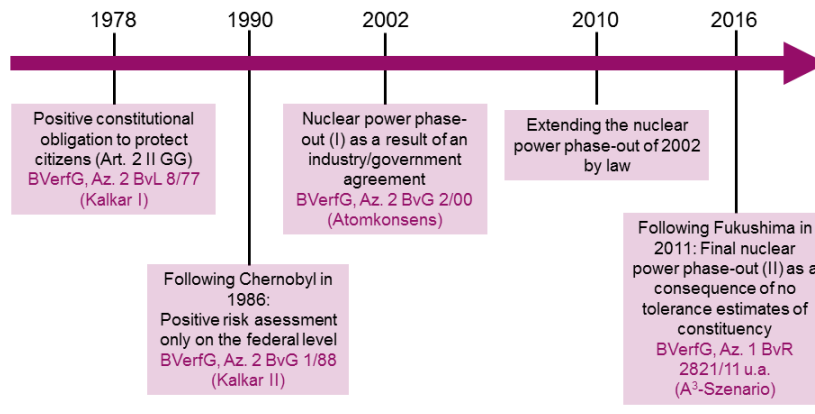 1978
1990
2002
2010
2016
Positive constitutional
obligation to protect
citizens (Art. 2 II GG)
BVerfG, Az. 2 BvL 8/77
(Kalkar I)
Following Chernobyl in
1986:
Positive risk asessment
only on the federal level
BVerfG, Az. 2 BvG 1/88
(Kalkar II)
Nuclear power phase-
out (I) as a result of an
industry/government
agreement
BVerfG, Az. 2 BvG 2/00
(Atomkonsens)
Extending the nuclear
power phase-out of 2002
by law
Following Fukushima in
2011: Final nuclear
power phase-out (II) as a
consequence of no
tolerance estimates of
constituency
BVerfG, Az. 1 BvR
2821/11 u.a.
(A³-Szenario)